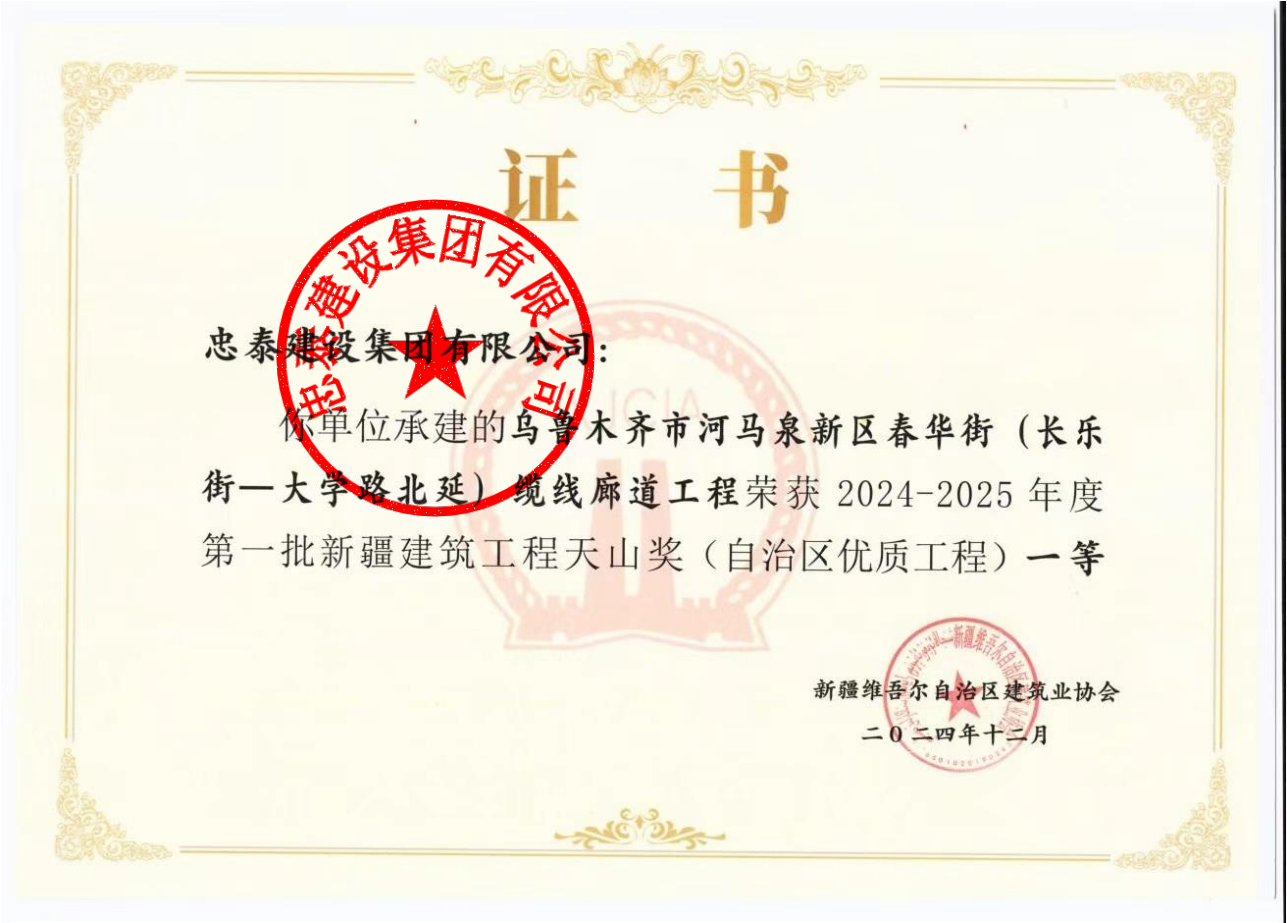 证 书
忠泰建设集团有限公司
忠泰建设集团有限公司:
你单位承建的乌鲁木齐市河马泉新区春华街（长乐
街—大学路北延）缆线廊道工程荣获 2024-2025 年度
第一批新疆建筑工程天山奖（自治区优质工程）一等
新疆维吾尔自治区建筑业协会
二0二四年十二月